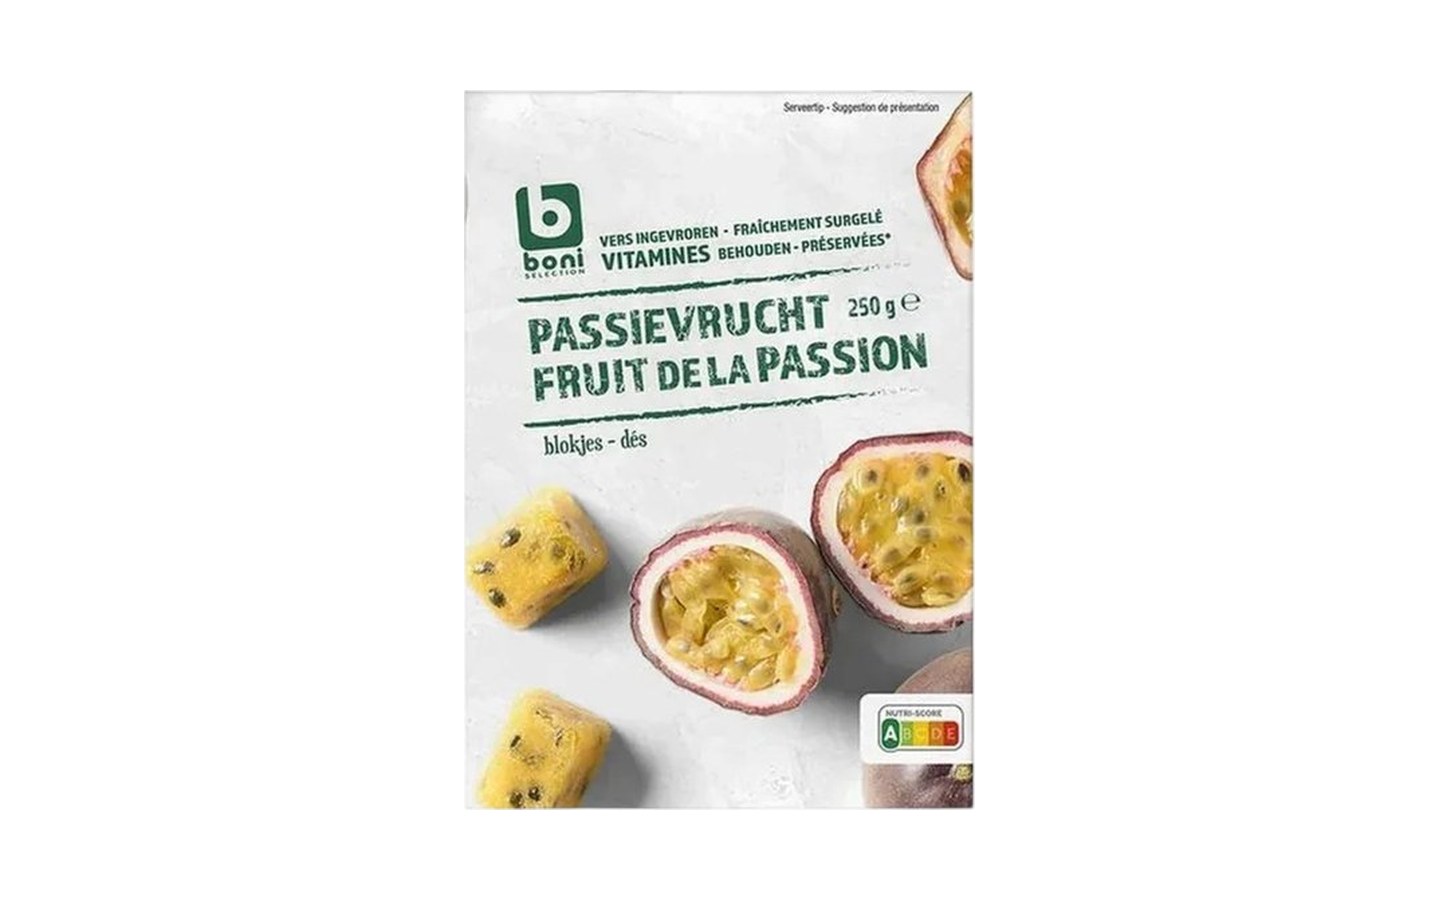 Serveertip - Suggestion de présentation
b
boni
SELECTION
VERS INGEVROREN - FRAÎCHEMENT SURGELÉ
VITAMINES BEHOUDEN - PRÉSERVÉES*
PASSIEVRUCHT 250 g ℮
FRUIT DE LA PASSION
blokjes - dés
NUTRI-SCORE
A B C D E